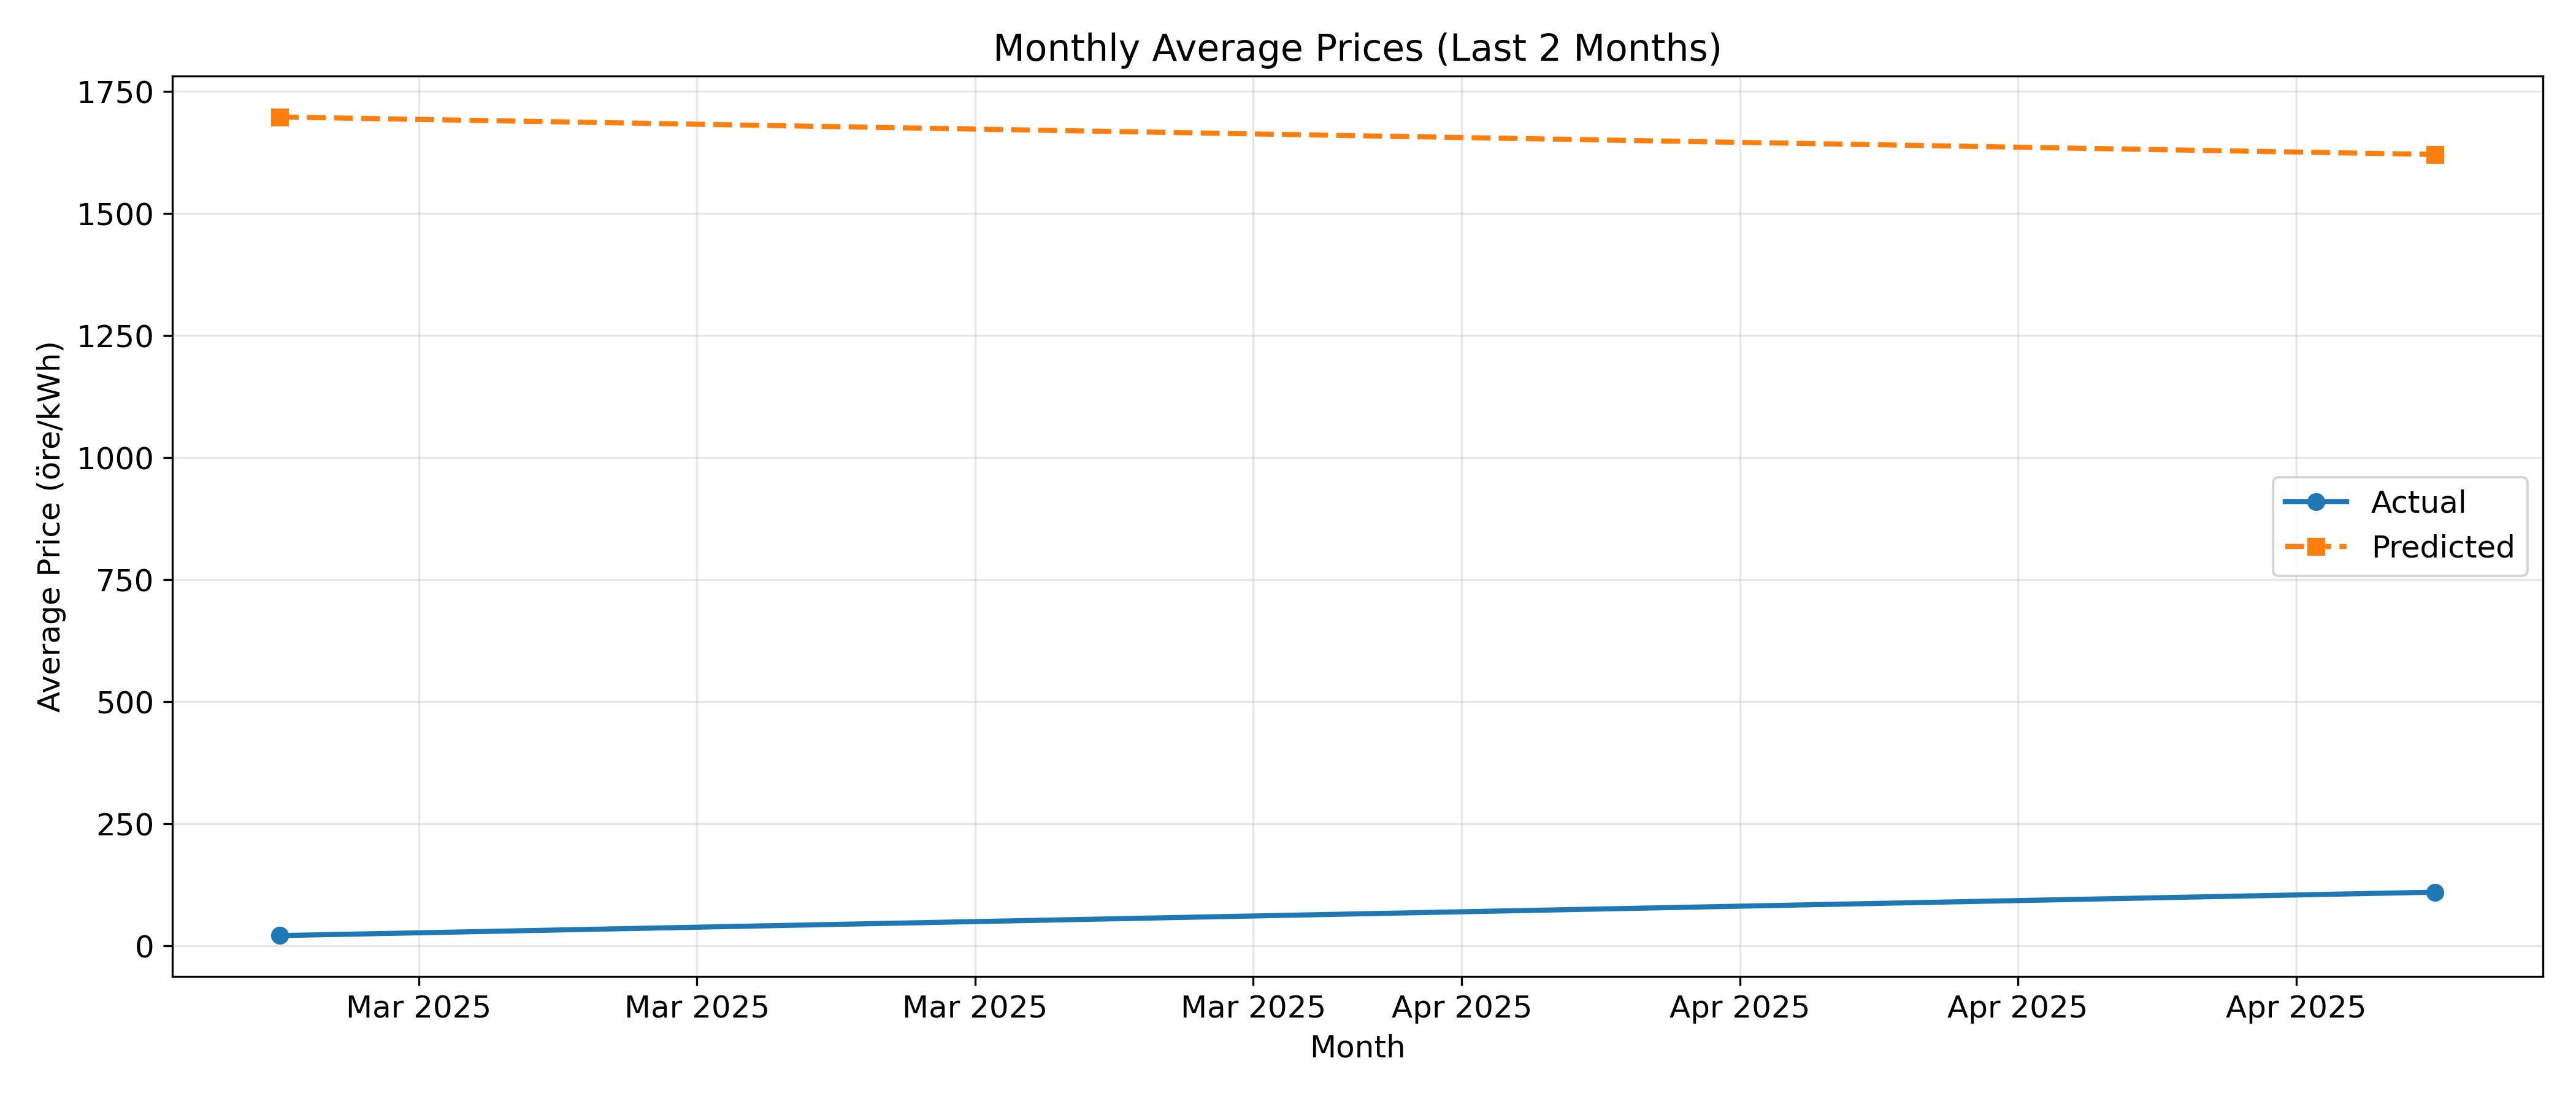 Monthly Average Prices (Last 2 Months)
Average Price (öre/kWh)
1750
1500
1250
1000
750
500
250
0
Actual
Predicted
Mar 2025 Mar 2025 Mar 2025 Mar 2025 Apr 2025 Apr 2025 Apr 2025 Apr 2025
Month